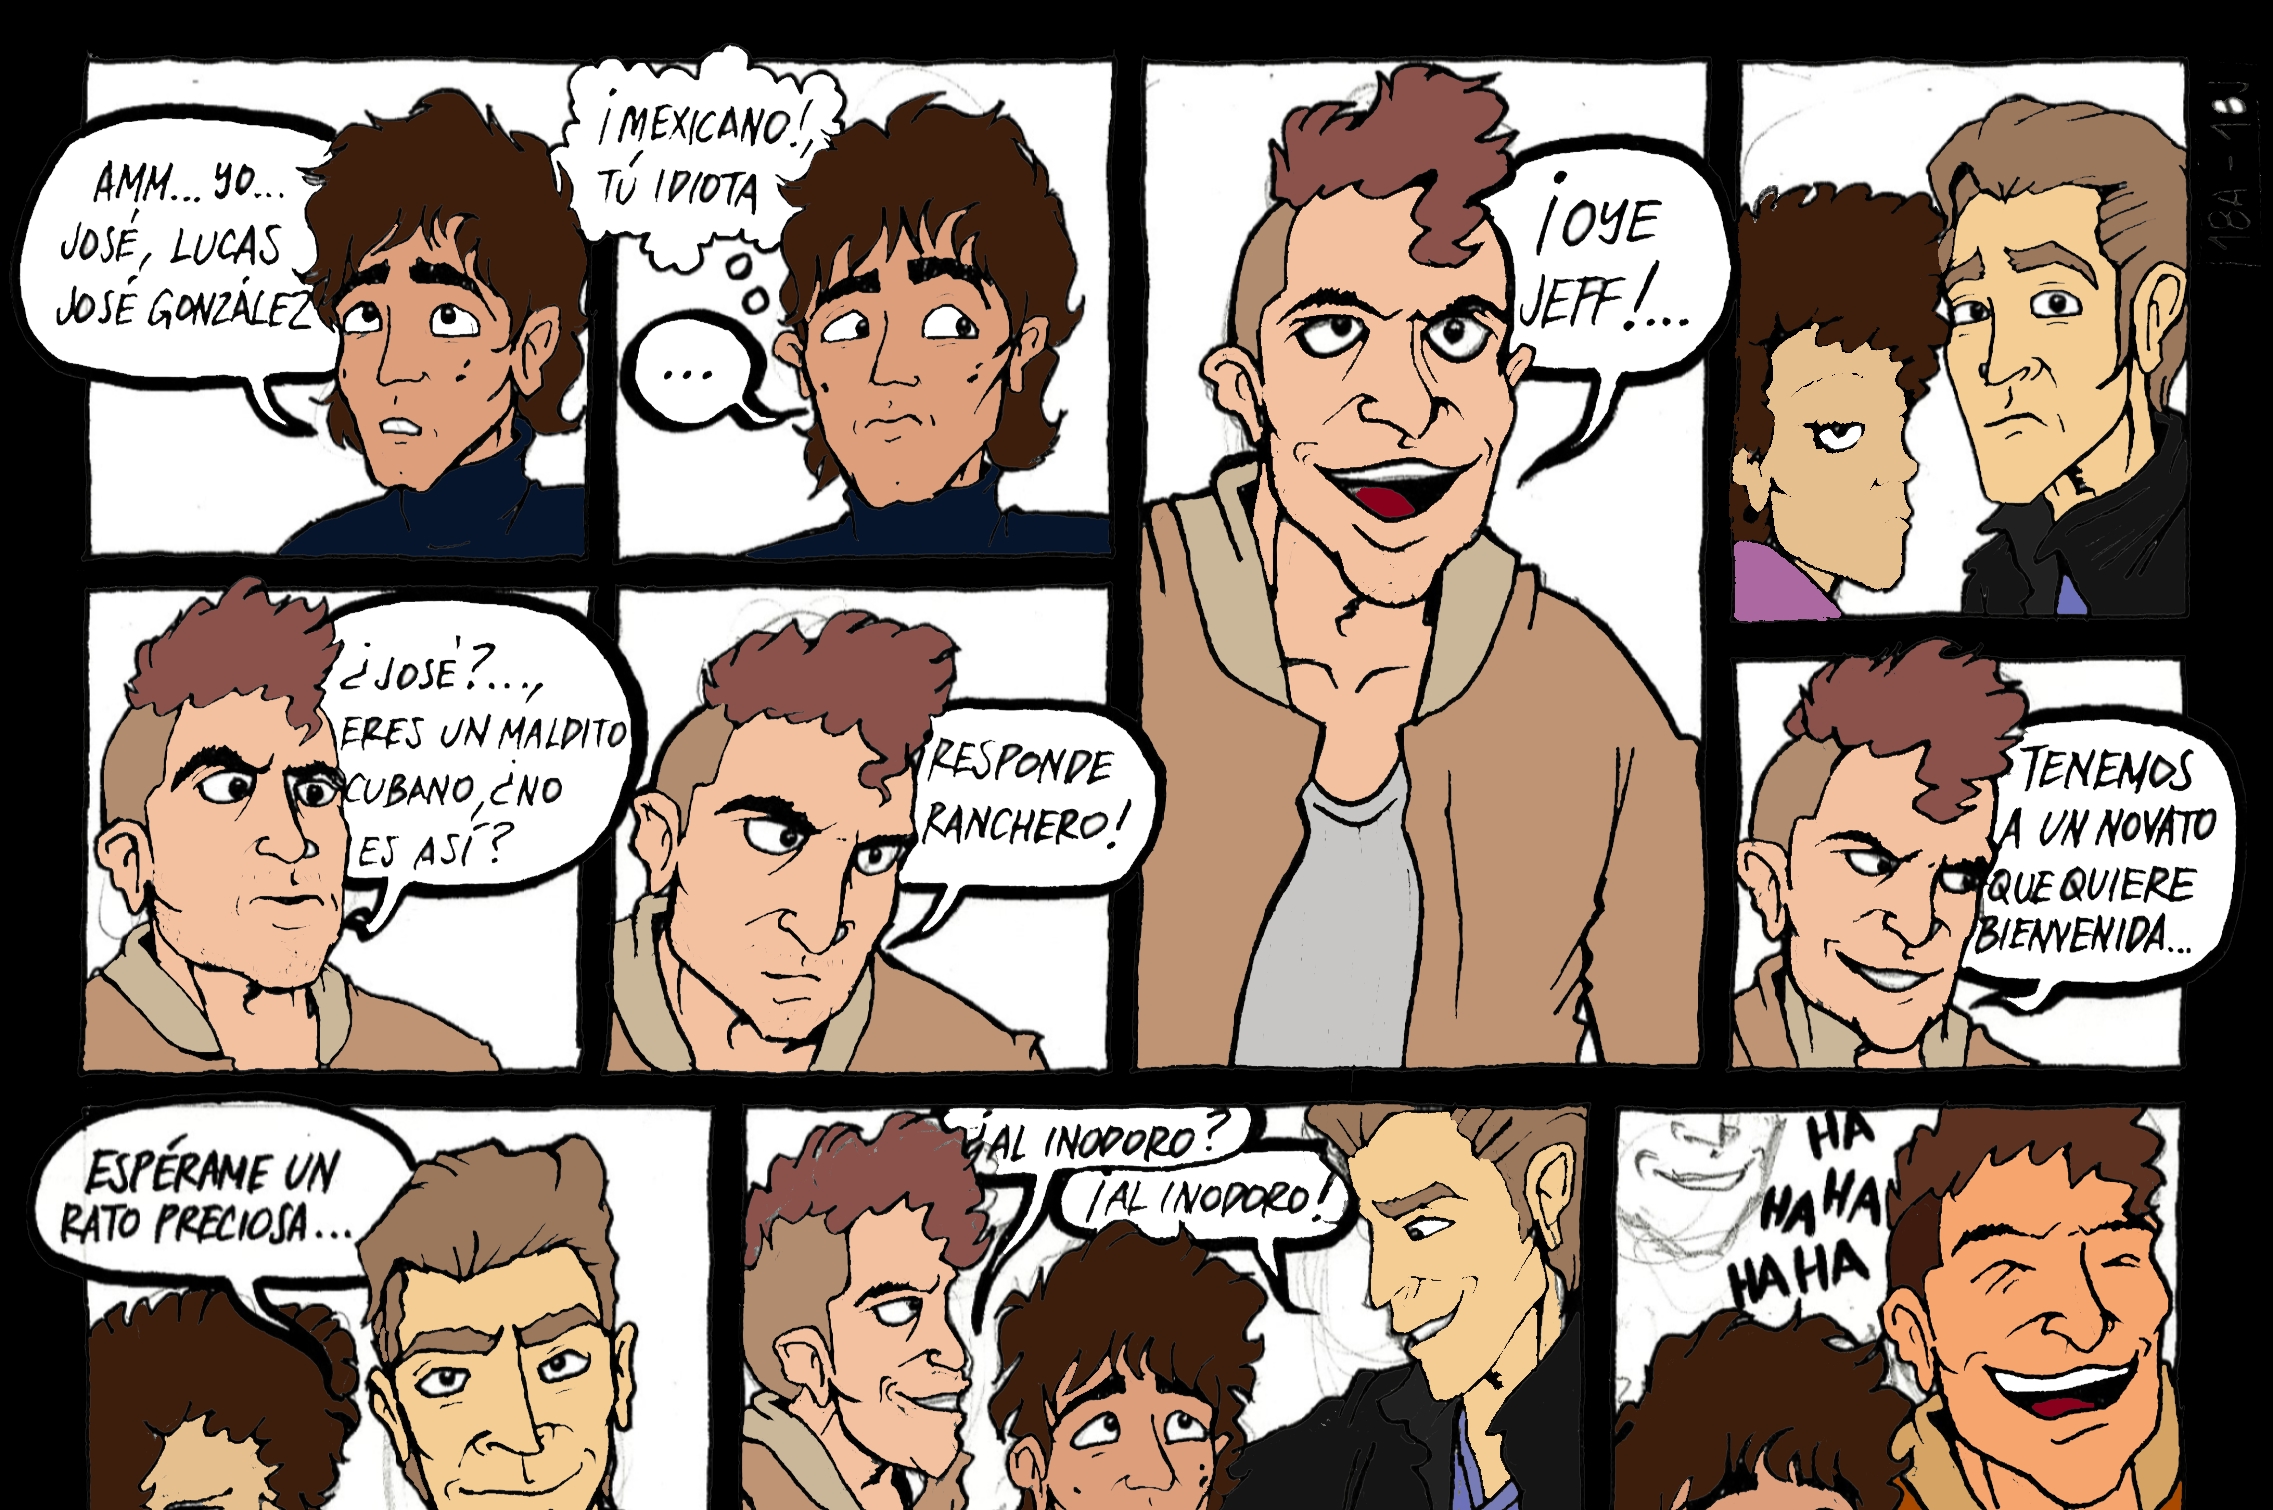 AMM... YO...
JOSÉ, LUCAS
JOSÉ GONZÁLEZ
¡MEXICANO!,
TÚ IDIOTA
...
¡OYE
JEFF!...
18A-1BJ
¿JOSÉ?...,
ERES UN MALDITO
CUBANO, ¿NO
ES ASÍ?
RESPONDE
RANCHERO!
TENEMOS
A UN NOVATO
QUE QUIERE
BIENVENIDA...
ESPÉRAME UN
RATO PRECIOSA...
¿AL INODORO?
¡AL INODORO!
HA
HA HA
HA HA